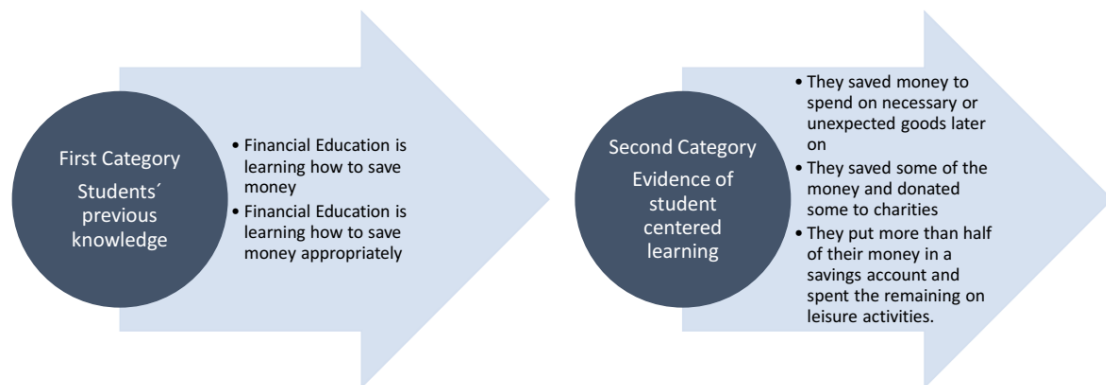 First Category
Students´
previous
knowledge
• Financial Education is
learning how to save
money
• Financial Education is
learning how to save
money appropriately
Second Category
Evidence of
student
centered
learning
• They saved money to
spend on necessary or
unexpected goods later
on
• They saved some of the
money and donated
some to charities
• They put more than half
of their money in a
savings account and
spent the remaining on
leisure activities.